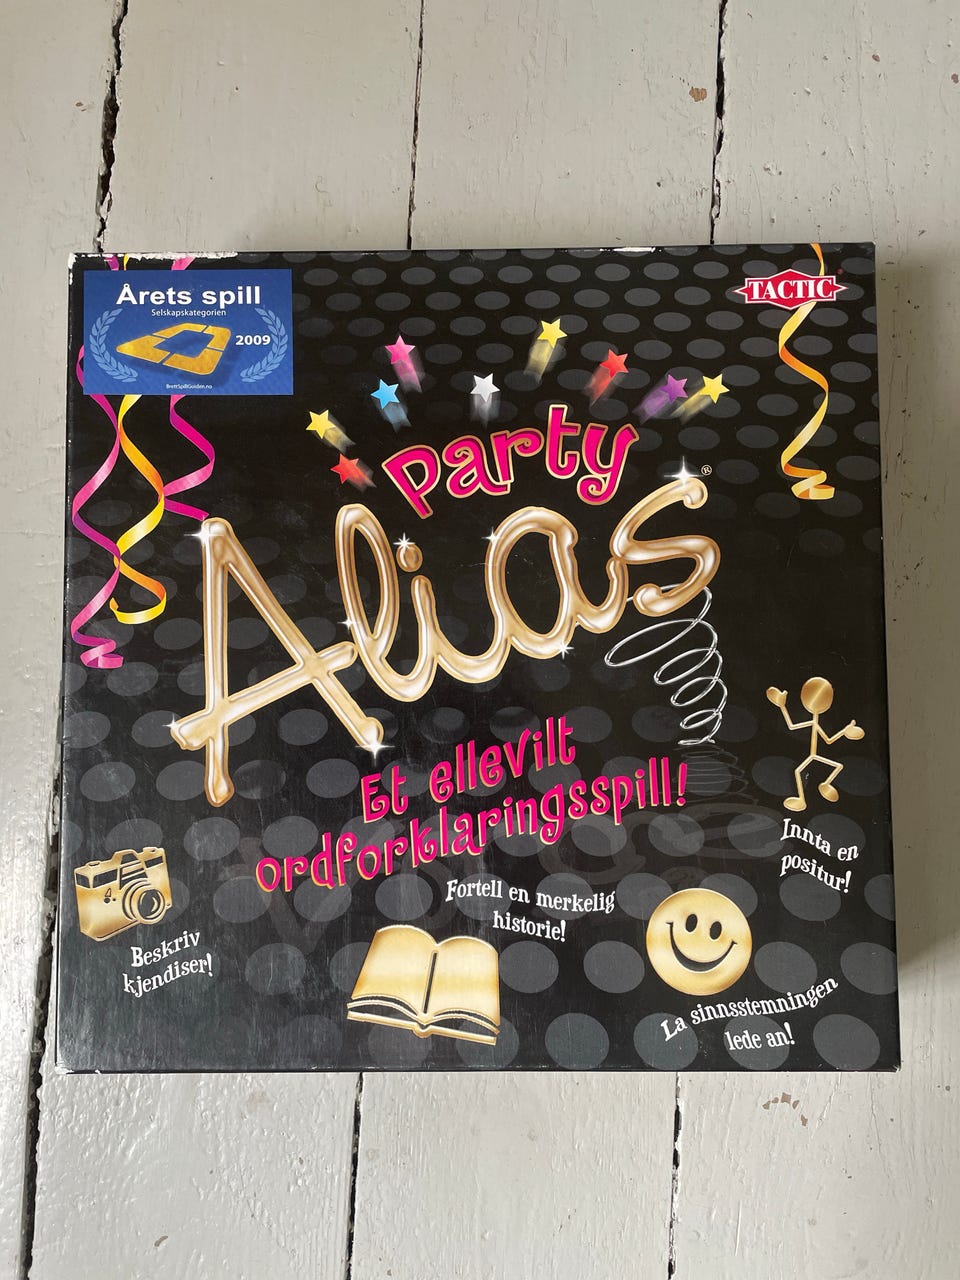 Årets spill
Selskapskategorien
2009
BrettSpillGuiden.no
TACTIC®
Party
Alias®
Et ellevilt
ordforklaringsspill!
Innta en
positur!
Fortell en merkelig
historie!
4
Beskriv
kjendiser!
La sinnsstemningen
lede an!